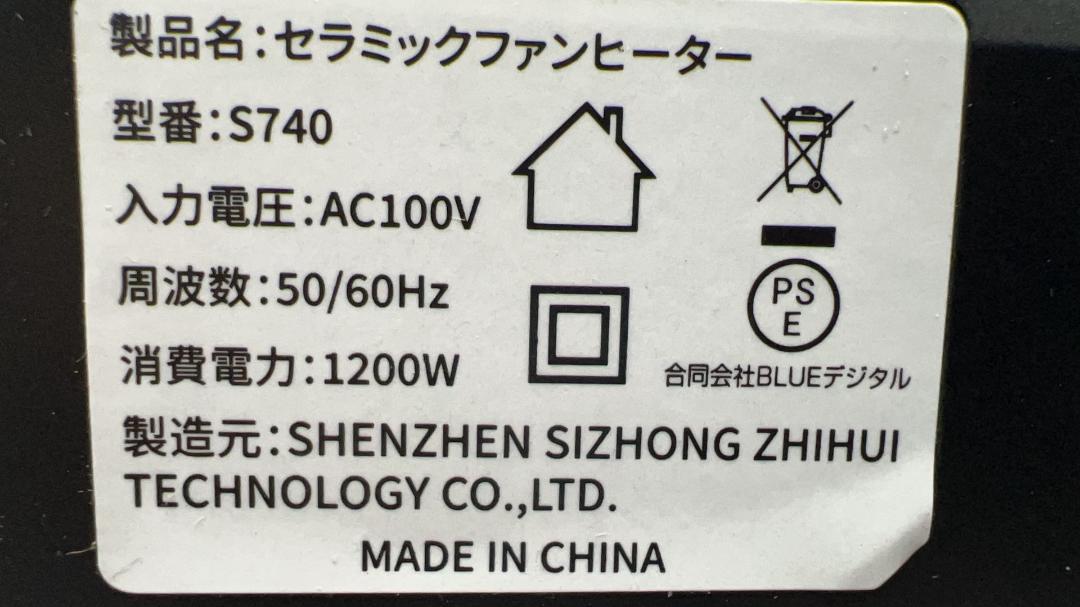 製品名：セラミックファンヒーター
型番：S740
入力電圧：AC100V
周波数：50/60Hz
PS
E
消費電力：1200W
合同会社BLUEデジタル
製造元：SHENZHEN SIZHONG ZHIHUI
TECHNOLOGY CO.,LTD.
MADE IN CHINA